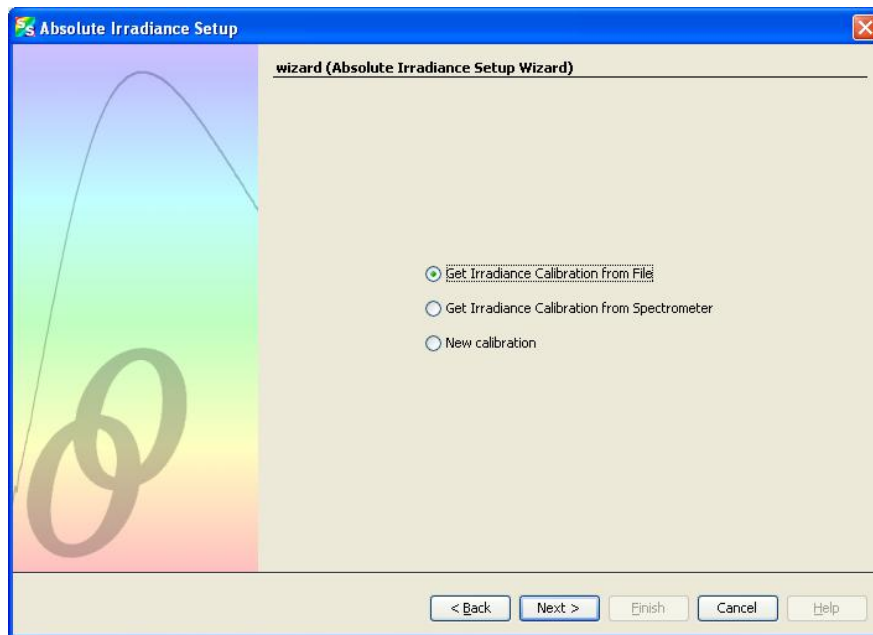 Absolute Irradiance Setup
wizard (Absolute Irradiance Setup Wizard)
Get Irradiance Calibration from File
Get Irradiance Calibration from Spectrometer
New calibration
< Back Next > Finish Cancel Help